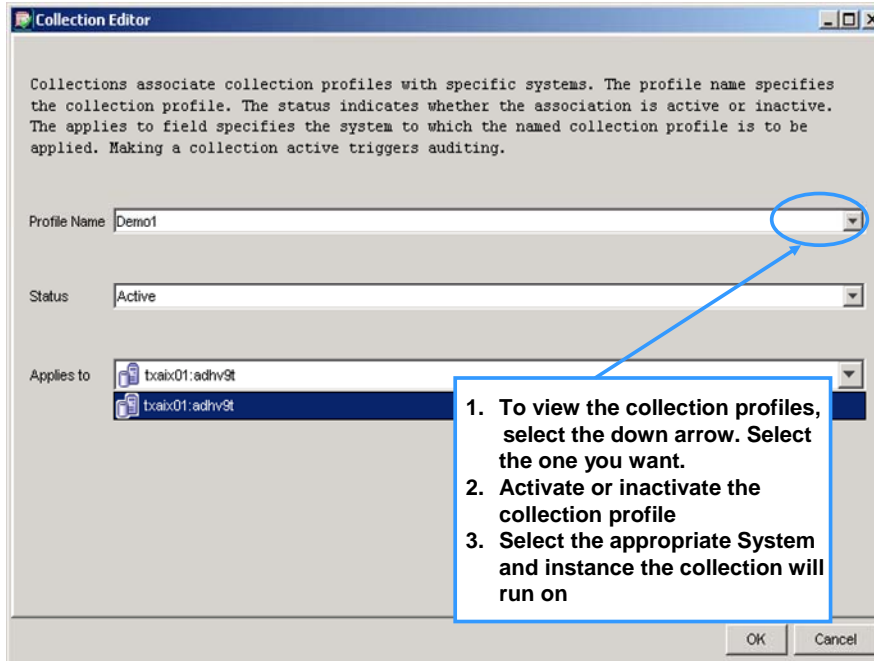 Collection Editor
Collections associate collection profiles with specific systems. The profile name specifies
the collection profile. The status indicates whether the association is active or inactive.
The applies to field specifies the system to which the named collection profile is to be
applied. Making a collection active triggers auditing.
Profile Name Demo1
Status Active
Applies to txaix01:adhv9t
txaix01:adhv9t
1. To view the collection profiles,
select the down arrow. Select
the one you want.
2. Activate or inactivate the
collection profile
3. Select the appropriate System
and instance the collection will
run on
OK Cancel